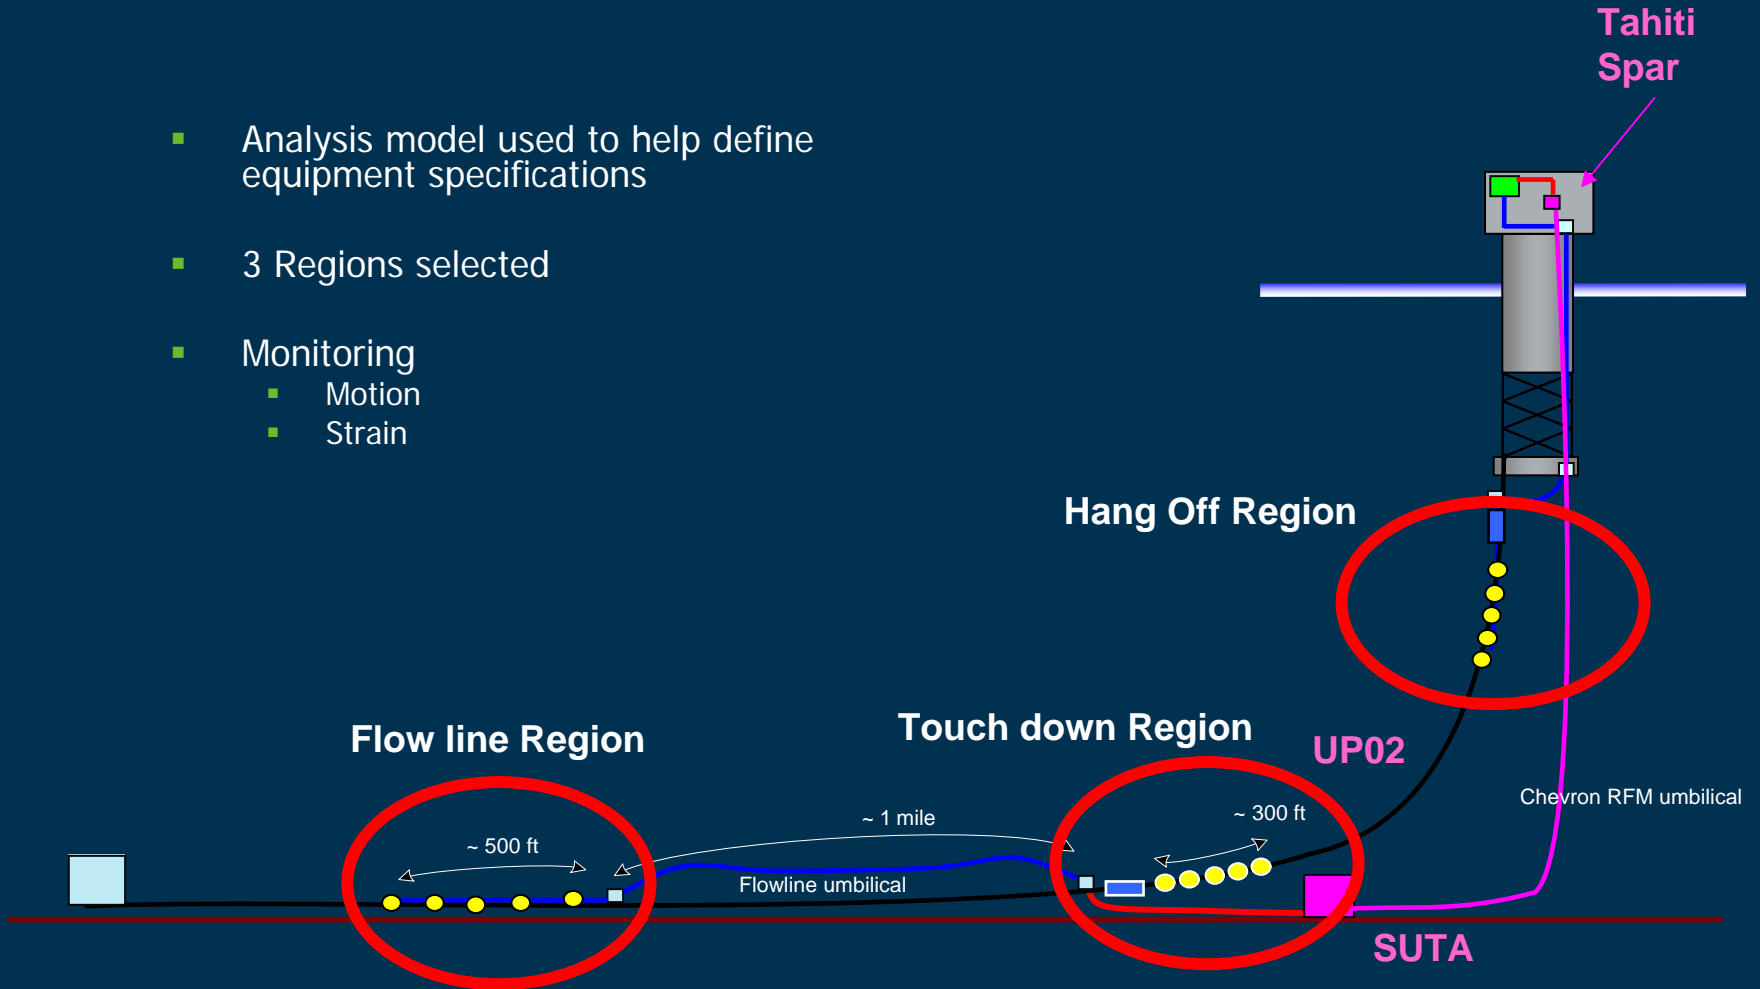 Tahiti
Spar
Analysis model used to help define
equipment specifications
3 Regions selected
Monitoring
Motion
Strain
Hang Off Region
Flow line Region
Touch down Region
UP02
Chevron RFM umbilical
~ 1 mile
~ 300 ft
~ 500 ft
Flowline umbilical
SUTA